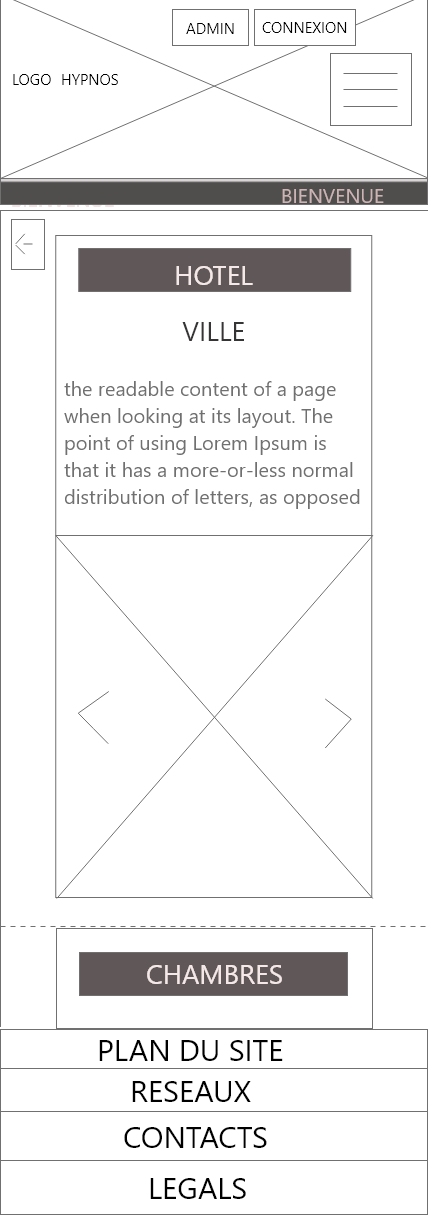 ADMIN
CONNEXION
LOGO HYPNOS
BIENVENUE
HOTEL
VILLE
the readable content of a page
when looking at its layout. The
point of using Lorem Ipsum is
that it has a more-or-less normal
distribution of letters, as opposed
CHAMBRES
PLAN DU SITE
RESEAUX
CONTACTS
LEGALS